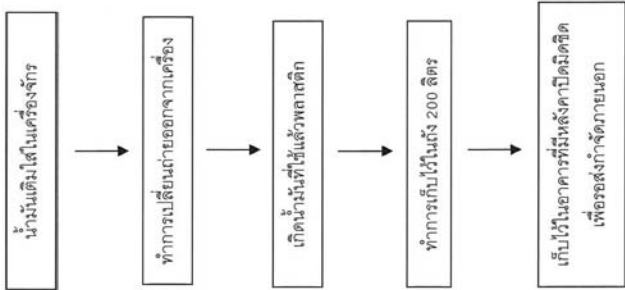 น้ำมันเติมใส่ในเครื่องจักร
ทำการเปลี่ยนถ่ายออกจากเครื่อง
เกิดน้ำมันที่ใช้แล้วพลาสติก
ทำการเก็บไว้ในถัง 200 ลิตร
เก็บไว้ในอาคารที่มีหลังคาปิดมิดชิด
เพื่อรอส่งกำจัดภายนอก